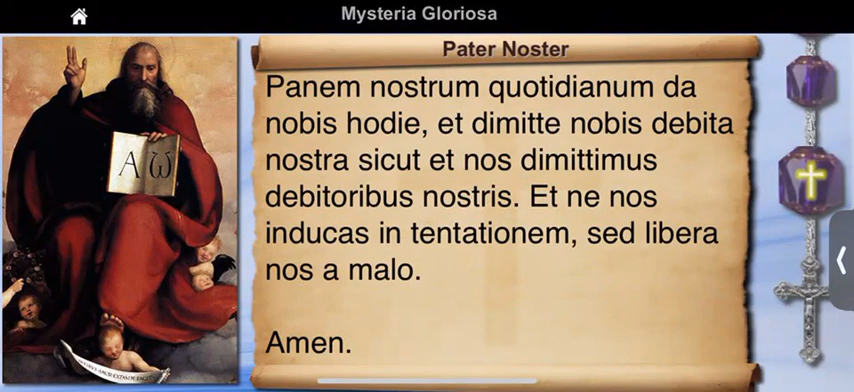 Mysteria Gloriosa
Pater Noster
Panem nostrum quotidianum da
nobis hodie, et dimitte nobis debita
nostra sicut et nos dimittimus
debitoribus nostris. Et ne nos
inducas in tentationem, sed libera
nos a malo.
Amen.
Α ω